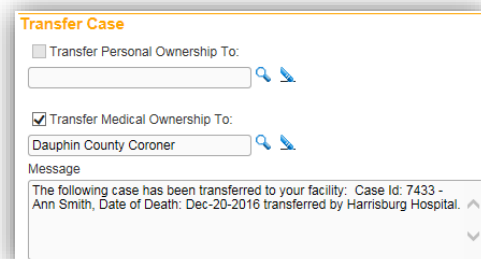 Transfer Case
Transfer Personal Ownership To:
Transfer Medical Ownership To:
Dauphin County Coroner
Message
The following case has been transferred to your facility:  Case Id: 7433 -
Ann Smith, Date of Death: Dec-20-2016 transferred by Harrisburg Hospital.